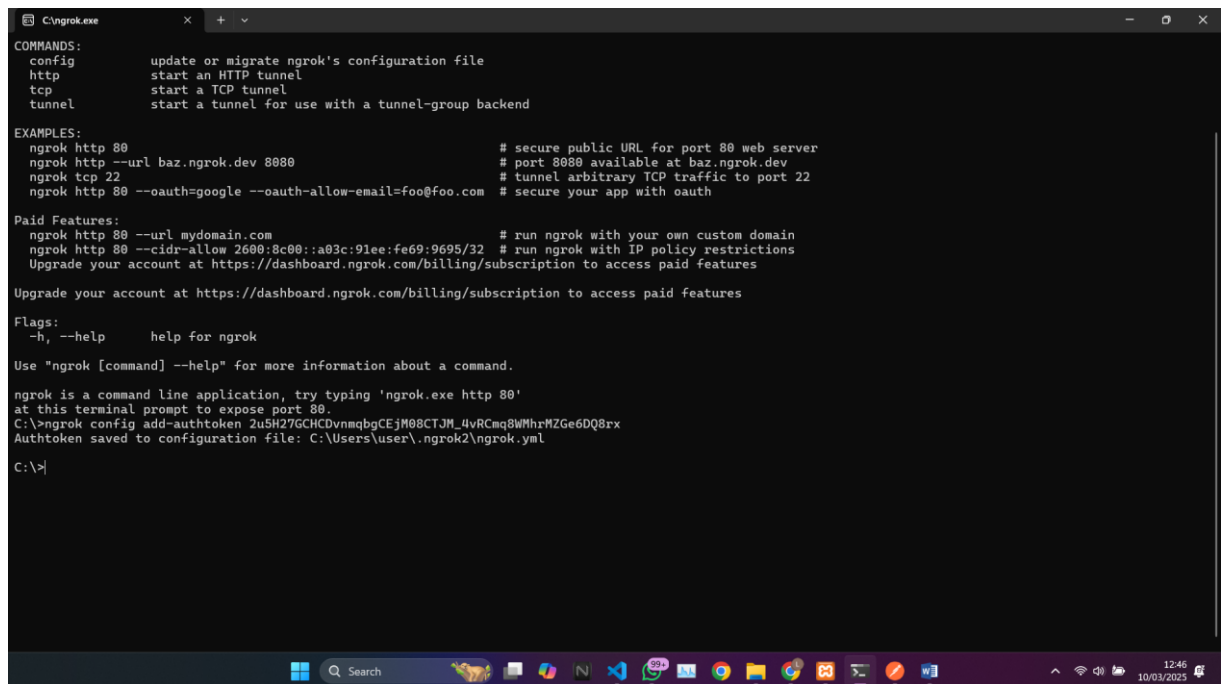 C:\ngrok.exe
COMMANDS:
config update or migrate ngrok's configuration file
http start an HTTP tunnel
tcp start a TCP tunnel
tunnel start a tunnel for use with a tunnel-group backend
EXAMPLES:
ngrok http 80 # secure public URL for port 80 web server
ngrok http --url baz.ngrok.dev 8080 # port 8080 available at baz.ngrok.dev
ngrok tcp 22 # tunnel arbitrary TCP traffic to port 22
ngrok http 80 --oauth=google --oauth-allow-email=foo@foo.com # secure your app with oauth
Paid Features:
ngrok http 80 --url mydomain.com # run ngrok with your own custom domain
ngrok http 80 --cidr-allow 2600:8c00::a03c:91ee:fe69:9695/32 # run ngrok with IP policy restrictions
Upgrade your account at https://dashboard.ngrok.com/billing/subscription to access paid features
Upgrade your account at https://dashboard.ngrok.com/billing/subscription to access paid features
Flags:
-h, --help help for ngrok
Use "ngrok [command] --help" for more information about a command.
ngrok is a command line application, try typing 'ngrok.exe http 80'
at this terminal prompt to expose port 80.
C:\>ngrok config add-authtoken 2u5H27GCHCDvnmqbgCEjM08CTJM_4vRCmq8WMhrMZGe6DQ8rx
Authtoken saved to configuration file: C:\Users\user\.ngrok2\ngrok.yml
C:\>
Search
99+
12:46
10/03/2025